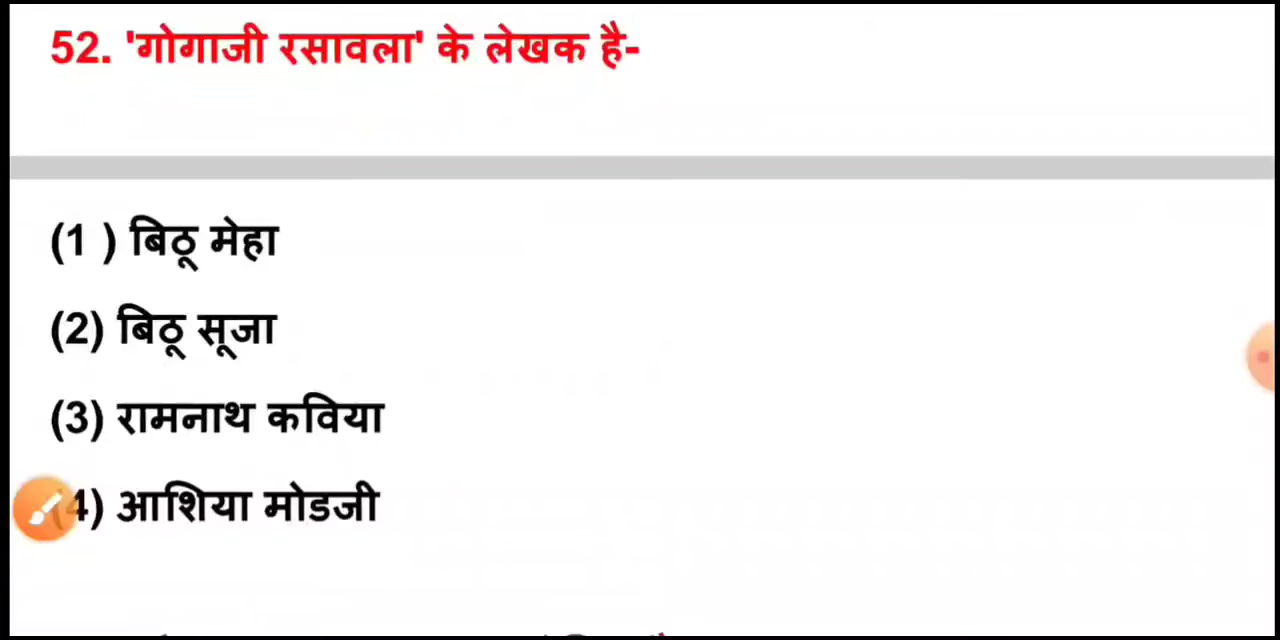 52. 'गोगाजी रसावला' के लेखक है-
(1 ) बिठू मेहा
(2) बिठू सूजा
(3) रामनाथ कविया
(4) आशिया मोडजी